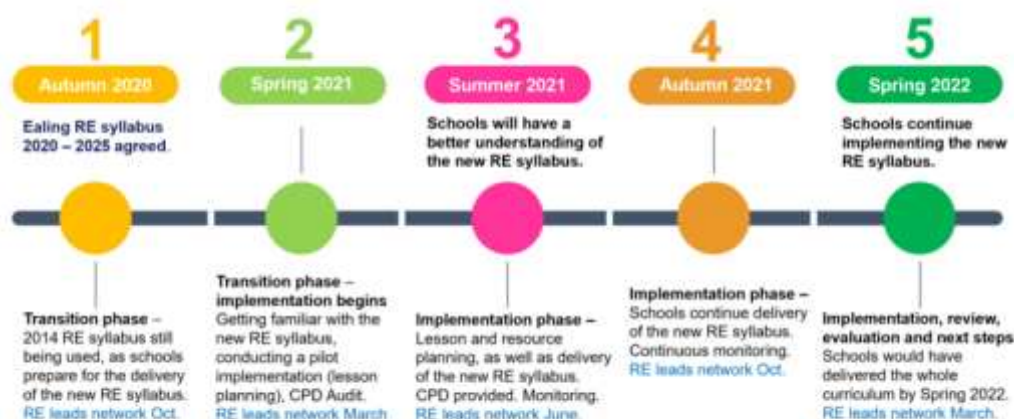 1
Autumn 2020
Ealing RE syllabus
2020 – 2025 agreed.
Transition phase –
2014 RE syllabus still
being used, as schools
prepare for the delivery
of the new RE syllabus.
RE leads network Oct.
2
Spring 2021
Transition phase –
implementation begins
Getting familiar with the
new RE syllabus,
conducting a pilot
implementation (lesson
planning), CPD Audit.
RE leads network March
3
Summer 2021
Schools will have a
better understanding of
the new RE syllabus.
Implementation phase –
Lesson and resource
planning, as well as delivery
of the new RE syllabus.
CPD provided. Monitoring.
RE leads network June.
4
Autumn 2021
Implementation phase –
Schools continue delivery
of the new RE syllabus.
Continuous monitoring.
RE leads network Oct.
5
Spring 2022
Schools continue
implementing the new
RE syllabus.
Implementation, review,
evaluation and next steps
Schools would have
delivered the whole
curriculum by Spring 2022.
RE leads network March.